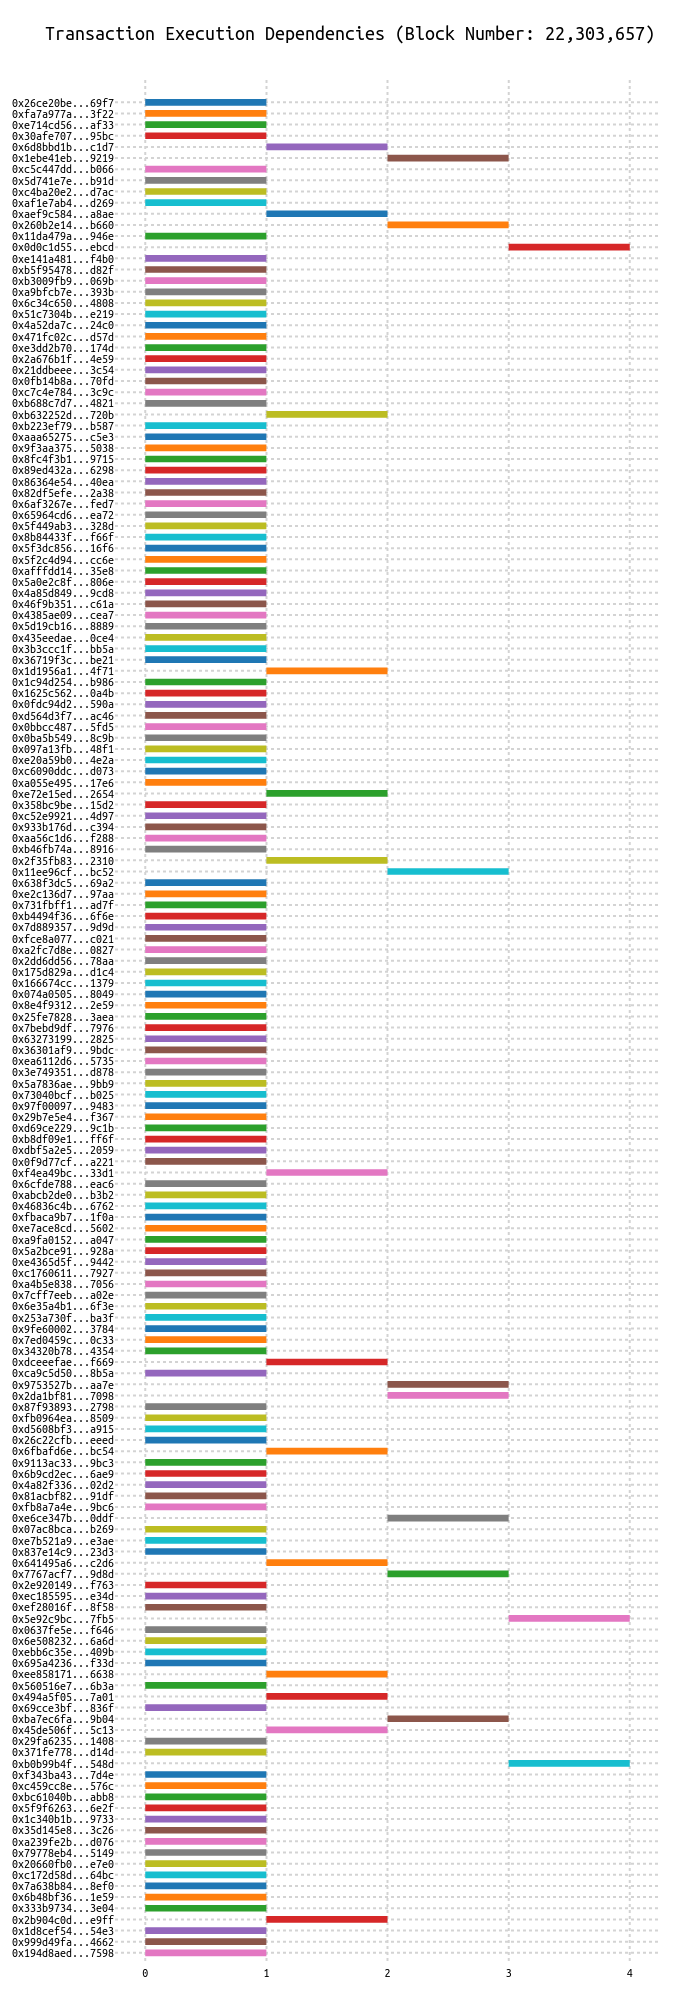 Transaction Execution Dependencies (Block Number: 22,303,657)
0x26ce20be...69f7
0xfa7a977a...3f22
0xe714cd56...af33
0x30afe707...95bc
0x6d8bbd1b...c1d7
0x1ebe41eb...9219
0xc5c447dd...b066
0x5d741e7e...b91d
0xc4ba20e2...d7ac
0xaf1e7ab4...d269
0xaef9c584...a8ae
0x260b2e14...b660
0x11da479a...946e
0x0d0c1d55...ebcd
0xe141a481...f4b0
0xb5f95478...d82f
0xb3009fb9...069b
0xa9bfcb7e...393b
0x6c34c650...4808
0x51c7304b...e219
0x4a52da7c...24c0
0x471fc02c...d57d
0xe3dd2b70...174d
0x2a676b1f...4e59
0x21ddbeee...3c54
0x0fb14b8a...70fd
0xc7c4e784...3c9c
0xb688c7d7...4821
0xb632252d...720b
0xb223ef79...b587
0xaaa65275...c5e3
0x9f3aa375...5038
0x8fc4f3b1...9715
0x89ed432a...6298
0x86364e54...40ea
0x82df5efe...2a38
0x6af3267e...fed7
0x65964cd6...ea72
0x5f449ab3...328d
0x8b84433f...f66f
0x5f3dc856...16f6
0x5f2c4d94...cc6e
0xafffdd14...35e8
0x5a0e2c8f...806e
0x4a85d849...9cd8
0x46f9b351...c61a
0x4385ae09...cea7
0x5d19cb16...8889
0x435eedae...0ce4
0x3b3ccc1f...bb5a
0x36719f3c...be21
0x1d1956a1...4f71
0x1c94d254...b986
0x1625c562...0a4b
0x0fdc94d2...590a
0xd564d3f7...ac46
0x0bbcc487...5fd5
0x0ba5b549...8c9b
0x097a13fb...48f1
0xe20a59b0...4e2a
0xc6090ddc...d073
0xa055e495...17e6
0xe72e15ed...2654
0x358bc9be...15d2
0xc52e9921...4d97
0x933b176d...c394
0xaa56c1d6...f288
0xb46fb74a...8916
0x2f35fb83...2310
0x11ee96cf...bc52
0x638f3dc5...69a2
0xe2c136d7...97aa
0x731fbff1...ad7f
0xb4494f36...6f6e
0x7d889357...9d9d
0xfce8a077...c021
0xa2fc7d8e...0827
0x2dd6dd56...78aa
0x175d829a...d1c4
0x166674cc...1379
0x074a0505...8049
0x8e4f9312...2e59
0x25fe7828...3aea
0x7bebd9df...7976
0x63273199...2825
0x36301af9...9bdc
0xea6112d6...5735
0x3e749351...d878
0x5a7836ae...9bb9
0x73040bcf...b025
0x97f00097...9483
0x29b7e5e4...f367
0xd69ce229...9c1b
0xb8df09e1...ff6f
0xdbf5a2e5...2059
0x0f9d77cf...a221
0xf4ea49bc...33d1
0x6cfde788...eac6
0xabcb2de0...b3b2
0x46836c4b...6762
0xfbaca9b7...1f0a
0xe7ace8cd...5602
0xa9fa0152...a047
0x5a2bce91...928a
0xe4365d5f...9442
0xc1760611...7927
0xa4b5e838...7056
0x7cff7eeb...a02e
0x6e35a4b1...6f3e
0x253a730f...ba3f
0x9fe60002...3784
0x7ed0459c...0c33
0x34320b78...4354
0xdceeefae...f669
0xca9c5d50...8b5a
0x9753527b...aa7e
0x2da1bf81...7098
0x87f93893...2798
0xfb0964ea...8509
0xd5608bf3...a915
0x26c22cfb...eeed
0x6fbafd6e...bc54
0x9113ac33...9bc3
0x6b9cd2ec...6ae9
0x4a82f336...02d2
0x81acbf82...91df
0xfb8a7a4e...9bc6
0xe6ce347b...0ddf
0x07ac8bca...b269
0xe7b521a9...e3ae
0x837e14c9...23d3
0x641495a6...c2d6
0x7767acf7...9d8d
0x2e920149...f763
0xec185595...e34d
0xef28016f...8f58
0x5e92c9bc...7fb5
0x0637fe5e...f646
0x6e508232...6a6d
0xebb6c35e...409b
0x695a4236...f33d
0xee858171...6638
0x560516e7...6b3a
0x494a5f05...7a01
0x69cce3bf...836f
0xba7ec6fa...9b04
0x45de506f...5c13
0x29fa6235...1408
0x371fe778...d14d
0xb0b99b4f...548d
0xf343ba43...7d4e
0xc459cc8e...576c
0xbc61040b...abb8
0x5f9f6263...6e2f
0x1c340b1b...9733
0x35d145e8...3c26
0xa239fe2b...d076
0x79778eb4...5149
0x20660fb0...e7e0
0xc172d58d...64bc
0x7a638b84...8ef0
0x6b48bf36...1e59
0x333b9734...3e04
0x2b904c0d...e9ff
0x1d8cef54...54e3
0x999d49fa...4662
0x194d8aed...7598
0 1 2 3 4